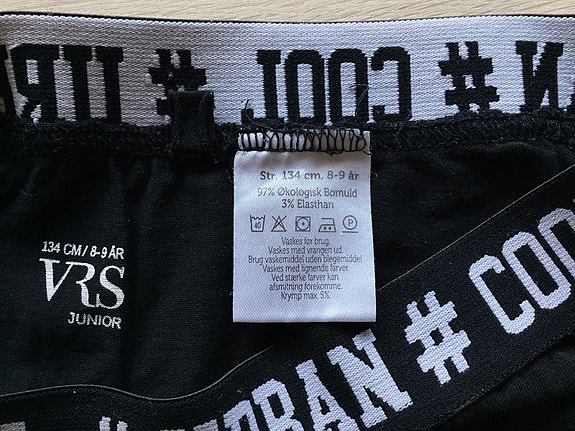 # COOL #
Str. 134 cm, 8-9 år
97% Økologisk Bomuld
3% Elasthan
40
P
Vaskes før brug.
Vaskes med vrangen ud.
Brug vaskemiddel uden blegemiddel
Vaskes med lignende farver.
Ved stærke farver kan
afsmitning forekomme.
Krymp max. 5%.
134 CM/8-9 ÅR
VRS
JUNIOR
# COO